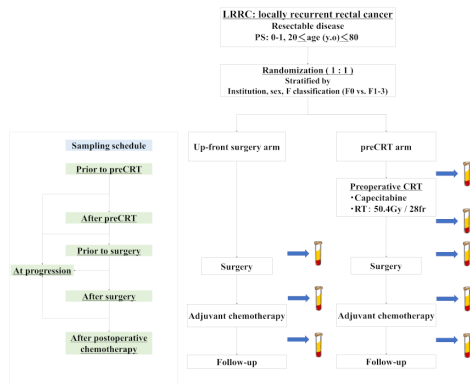 LRRC: locally recurrent rectal cancer
Resectable disease
PS: 0-1, 20≦age (y.o)≦80
Randomization ( 1 : 1 )
Stratified by
Institution, sex, F classification (F0 vs. F1-3)
Sampling schedule
Prior to preCRT
After preCRT
Prior to surgery
At progression
After surgery
After postoperative
chemotherapy
Up-front surgery arm
Surgery
Adjuvant chemotherapy
Follow-up
preCRT arm
Preoperative CRT
・Capecitabine
・RT: 50.4Gy / 28fr
Surgery
Adjuvant chemotherapy
Follow-up